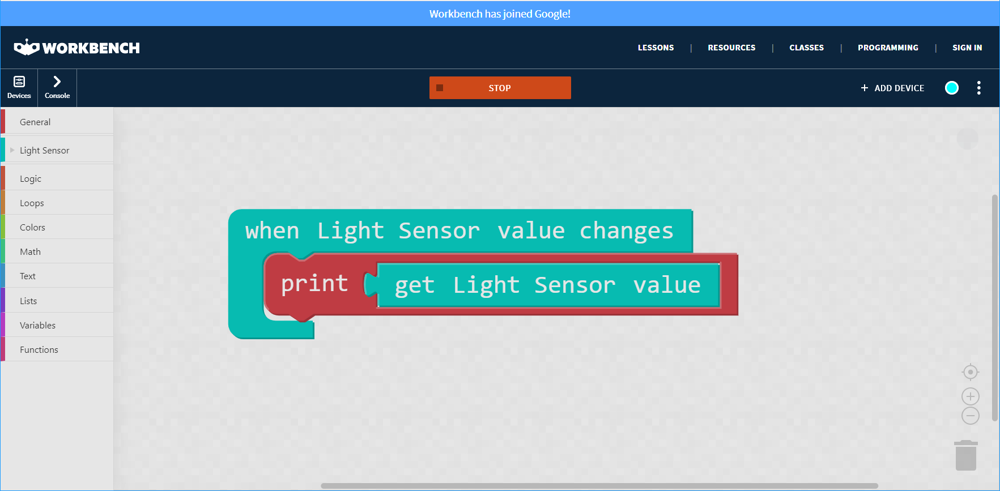 Workbench has joined Google!
WORKBENCH
LESSONS | RESOURCES | CLASSES | PROGRAMMING | SIGN IN
Devices
Console
STOP
+ ADD DEVICE
General
Light Sensor
Logic
Loops
Colors
Math
Text
Lists
Variables
Functions
when Light Sensor value changes
print get Light Sensor value